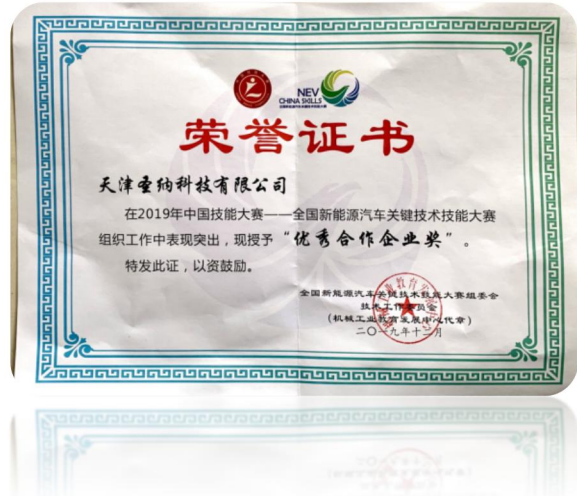 NEV
CHINA SKILLS
荣誉证书
天津圣纳科技有限公司
在2019年中国技能大赛——全国新能源汽车关键技术技能大赛
组织工作中表现突出，现授予“优秀合作企业奖”。
特发此证，以资鼓励。
全国新能源汽车关键技术技能大赛组委会
技术工作委员会
（机械工业教育发展中心代章）
二〇一九年十二月